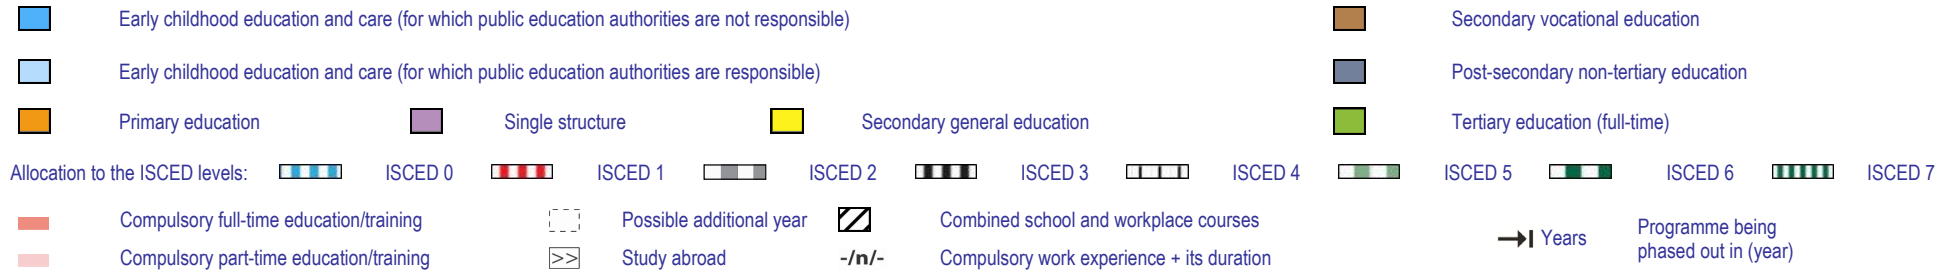 Early childhood education and care (for which public education authorities are not responsible) Secondary vocational education
Early childhood education and care (for which public education authorities are responsible) Post-secondary non-tertiary education
Primary education Single structure Secondary general education Tertiary education (full-time)
Allocation to the ISCED levels: ISCED 0 ISCED 1 ISCED 2 ISCED 3 ISCED 4 ISCED 5 ISCED 6 ISCED 7
Compulsory full-time education/training Possible additional year Combined school and workplace courses
Compulsory part-time education/training >> Study abroad -/n/- Compulsory work experience + its duration
Years Programme being
phased out in (year)